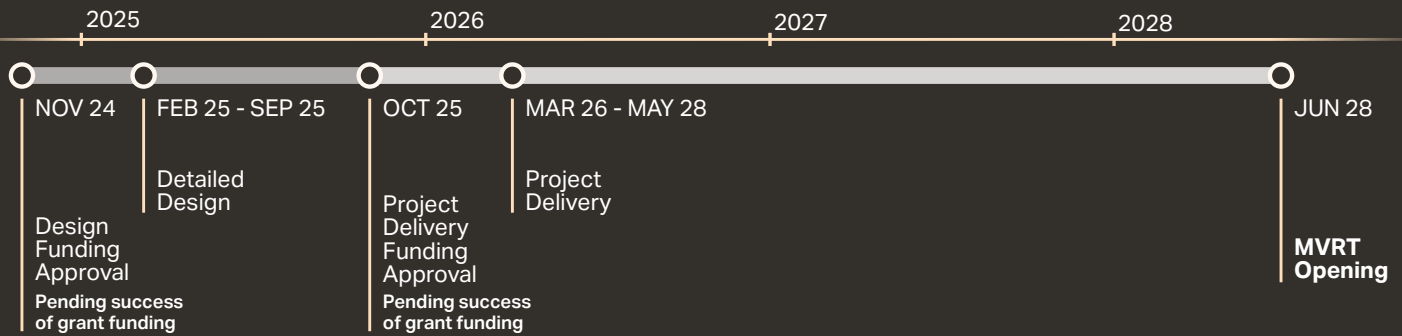 2025
2026
2027
2028
NOV 24
FEB 25 - SEP 25
OCT 25
MAR 26 - MAY 28
JUN 28
Design
Funding
Approval
Pending success
of grant funding
Detailed
Design
Project
Delivery
Funding
Approval
Pending success
of grant funding
Project
Delivery
MVRT
Opening